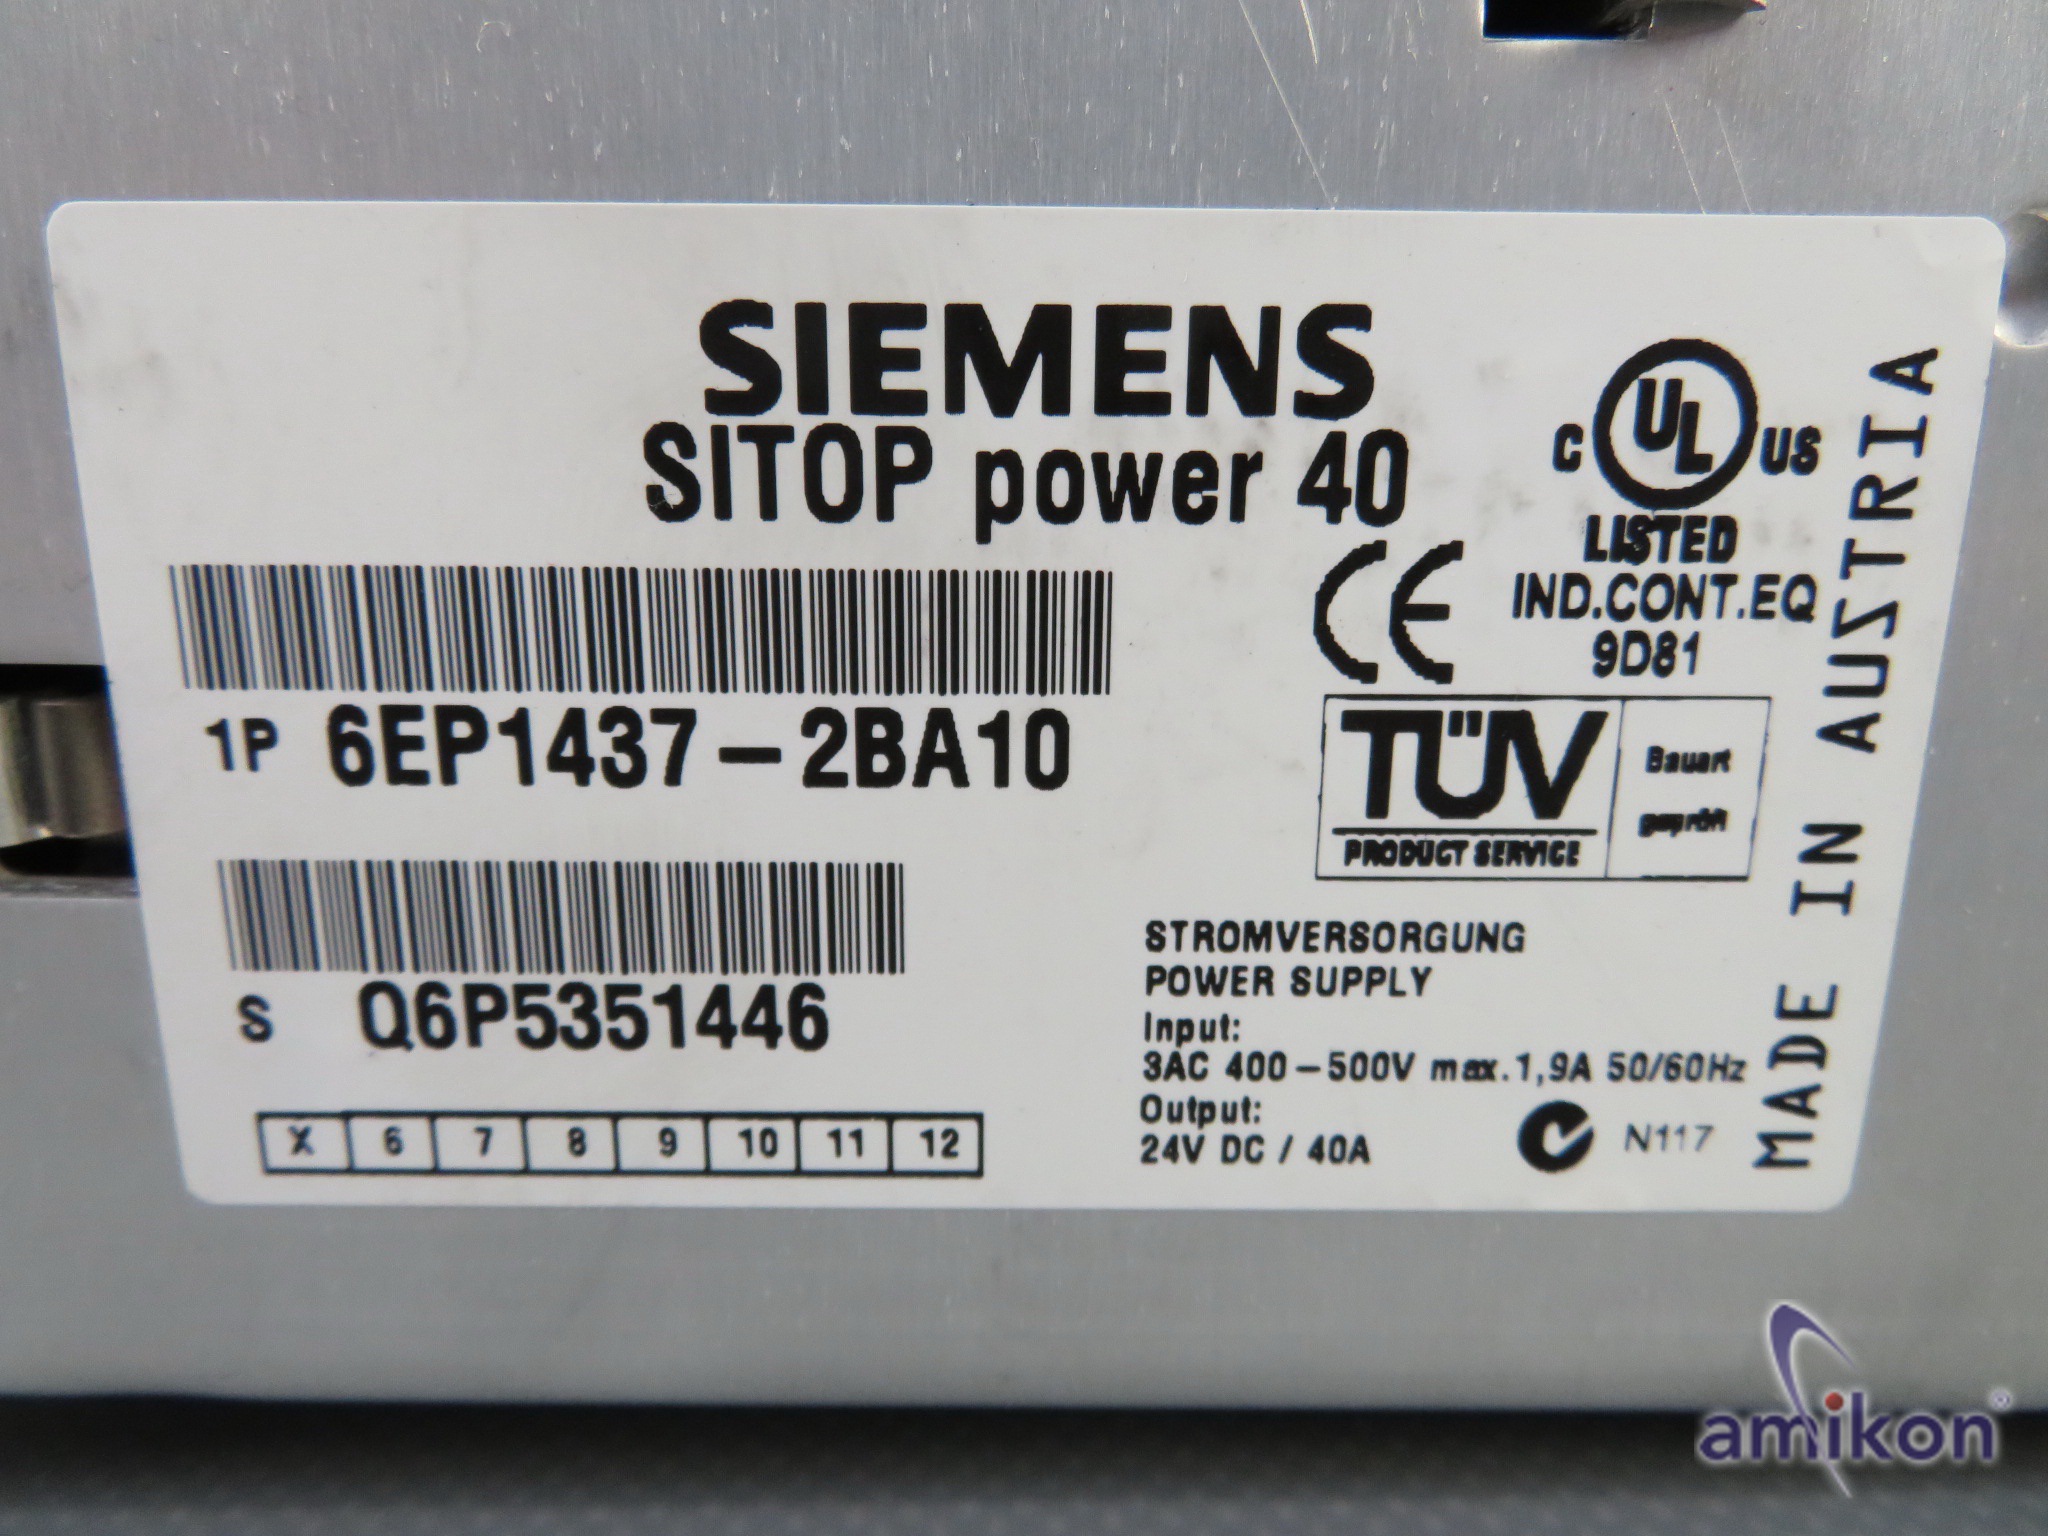 SIEMENS
SITOP power 40
C UL US
LISTED
IND.CONT.EQ
9D81
CE
1P 6EP1437-2BA10
TÜV
PRODUCT SERVICE
Bauart
geprüft
S Q6P5351446
STROMVERSORGUNG
POWER SUPPLY
Input:
3AC 400-500V max.1,9A 50/60Hz
Output:
24V DC / 40A
N117
X 6 7 8 9 10 11 12
MADE IN AUSTRIA
amikon®